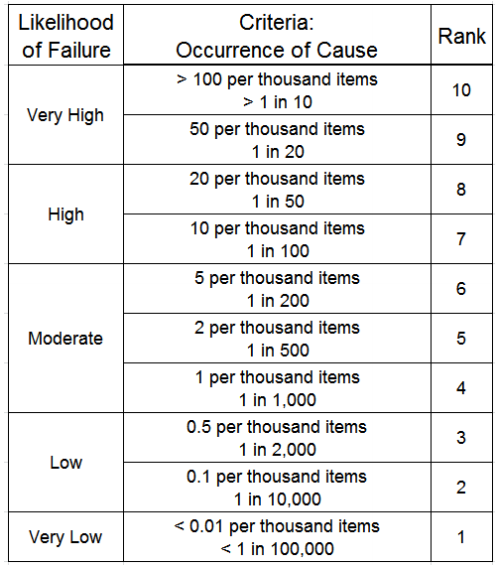 Likelihood
of Failure
Criteria:
Occurrence of Cause
Rank
Very High
> 100 per thousand items
> 1 in 10
10
50 per thousand items
1 in 20
9
High
20 per thousand items
1 in 50
8
10 per thousand items
1 in 100
7
Moderate
5 per thousand items
1 in 200
6
2 per thousand items
1 in 500
5
1 per thousand items
1 in 1,000
4
Low
0.5 per thousand items
1 in 2,000
3
0.1 per thousand items
1 in 10,000
2
Very Low
< 0.01 per thousand items
< 1 in 100,000
1